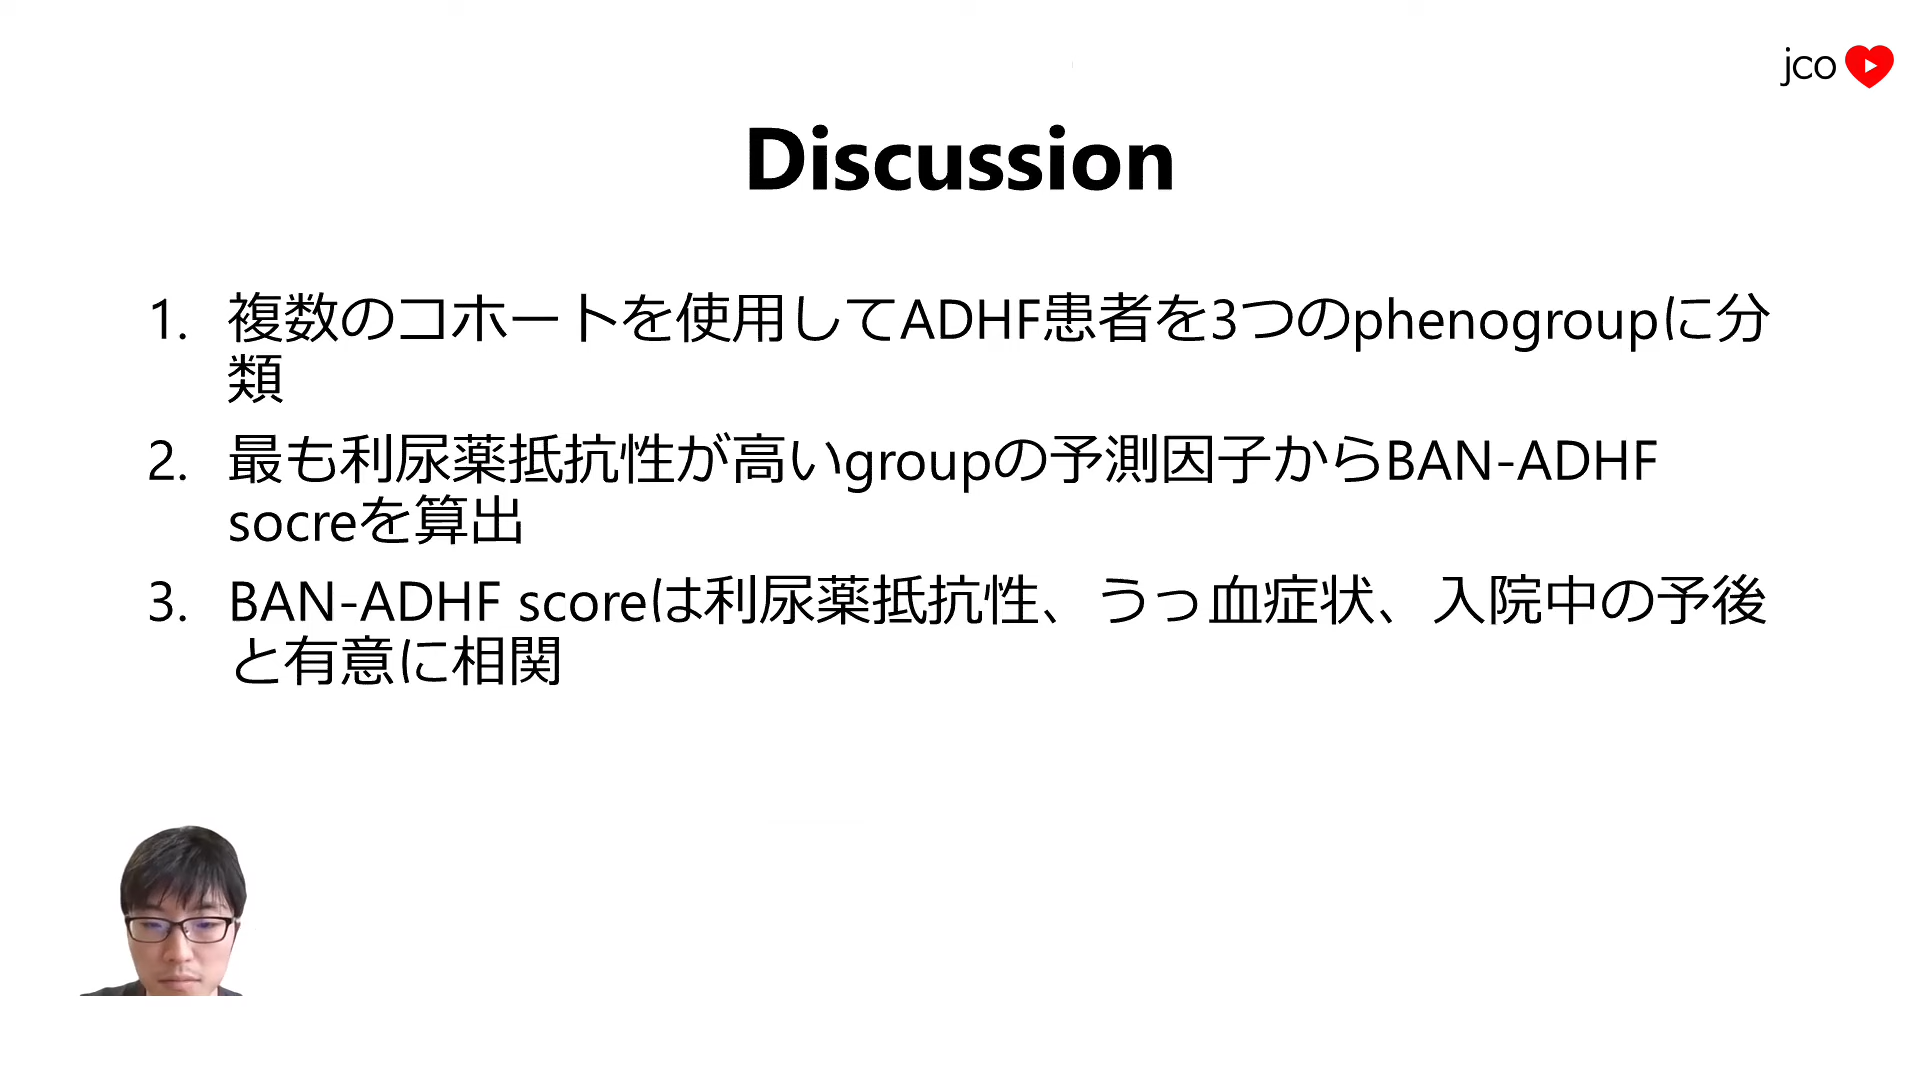 jco
Discussion
1. 複数のコホートを使用してADHF患者を3つのphenogroupに分
類
2. 最も利尿薬抵抗性が高いgroupの予測因子からBAN-ADHF
socreを算出
3. BAN-ADHF scoreは利尿薬抵抗性、うっ血症状、入院中の予後
と有意に相関